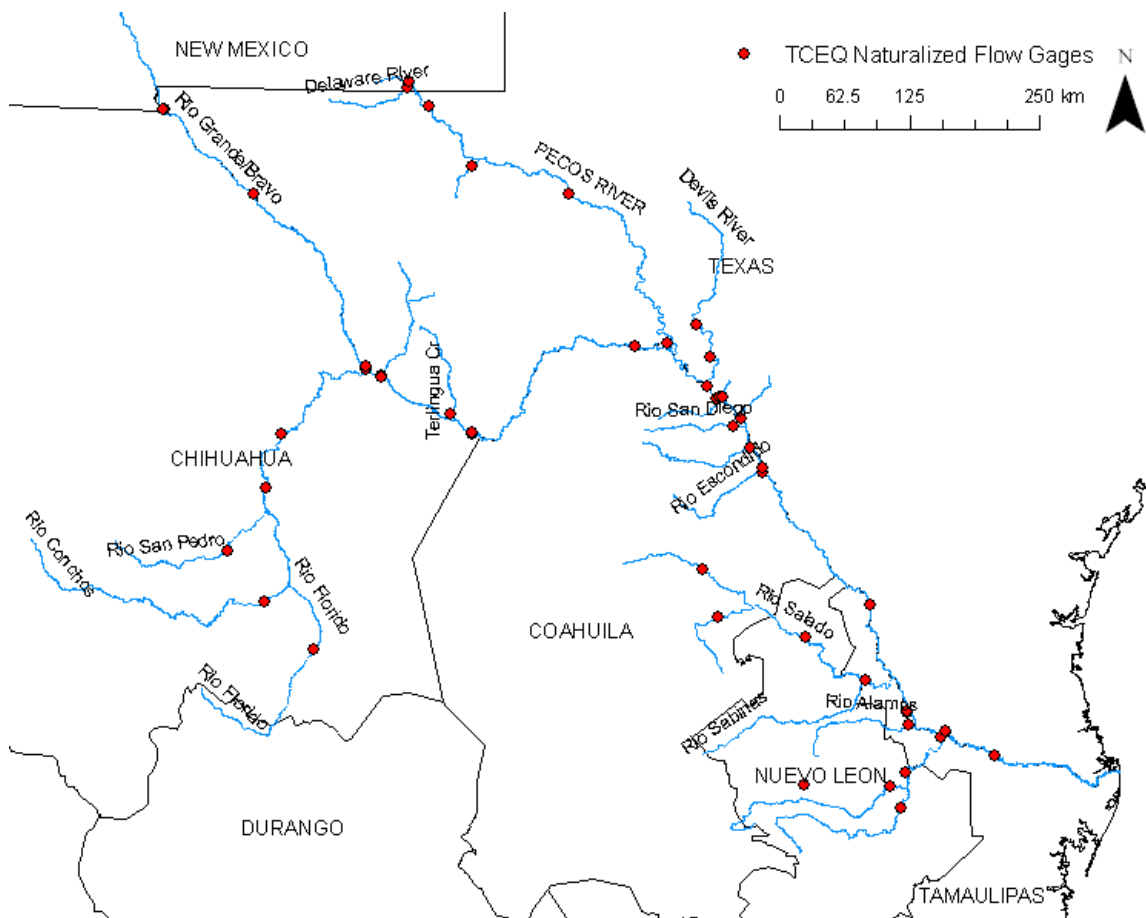 NEW MEXICO
TCEQ Naturalized Flow Gages
N
Delaware River
0 62.5 125 250 km
Rio Grande/Bravo
PECOS RIVER
Devils River
TEXAS
Terlingua Cr
Rio San Diego
CHIHUAHUA
Rio Escondido
Rio San Pedro
Rio Conchos
Rio Florido
Rio Salado
COAHUILA
Rio Florido
Rio Alamos
Rio Sabinas
NUEVO LEON
DURANGO
TAMAULIPAS